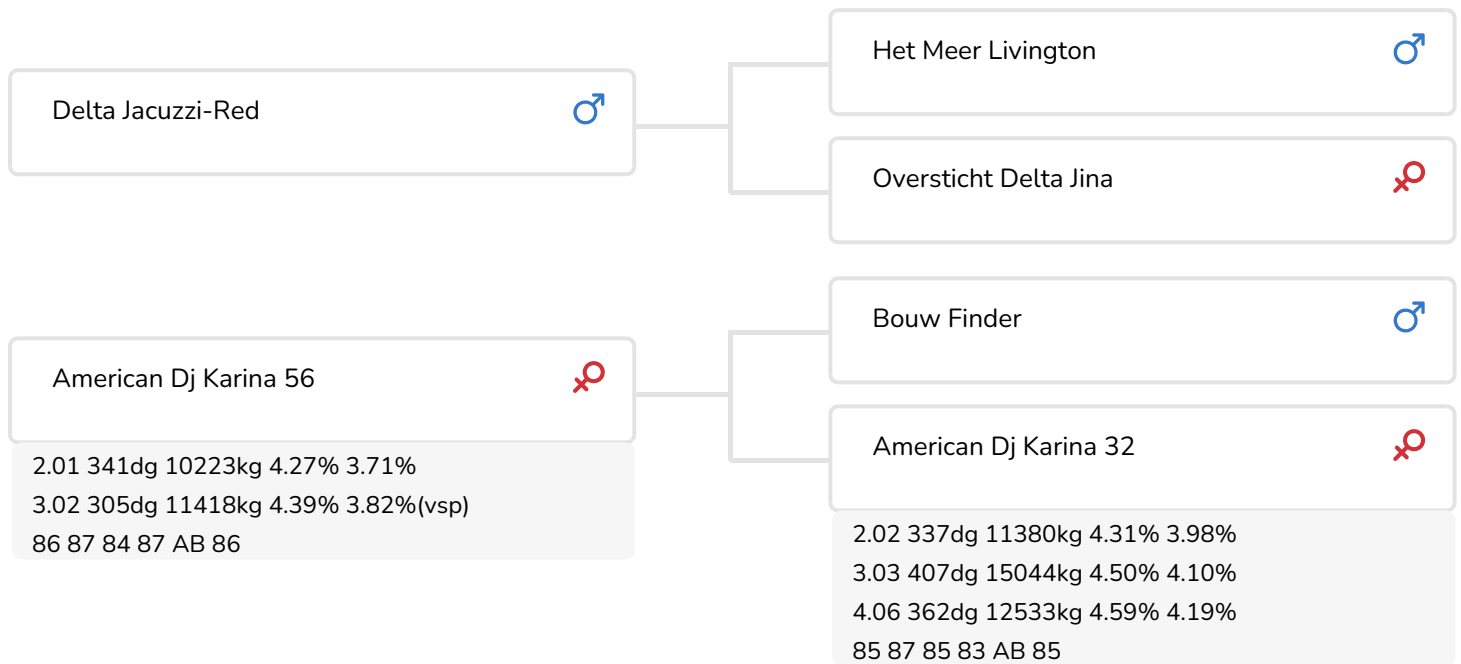 Delta Jacuzzi-Red
Het Meer Livington
Oversticht Delta Jina
American Dj Karina 56
2.01 341dg 10223kg 4.27% 3.71%
3.02 305dg 11418kg 4.39% 3.82%(vsp)
86 87 84 87 AB 86
Bouw Finder
American Dj Karina 32
2.02 337dg 11380kg 4.31% 3.98%
3.03 407dg 15044kg 4.50% 4.10%
4.06 362dg 12533kg 4.59% 4.19%
85 87 85 83 AB 85